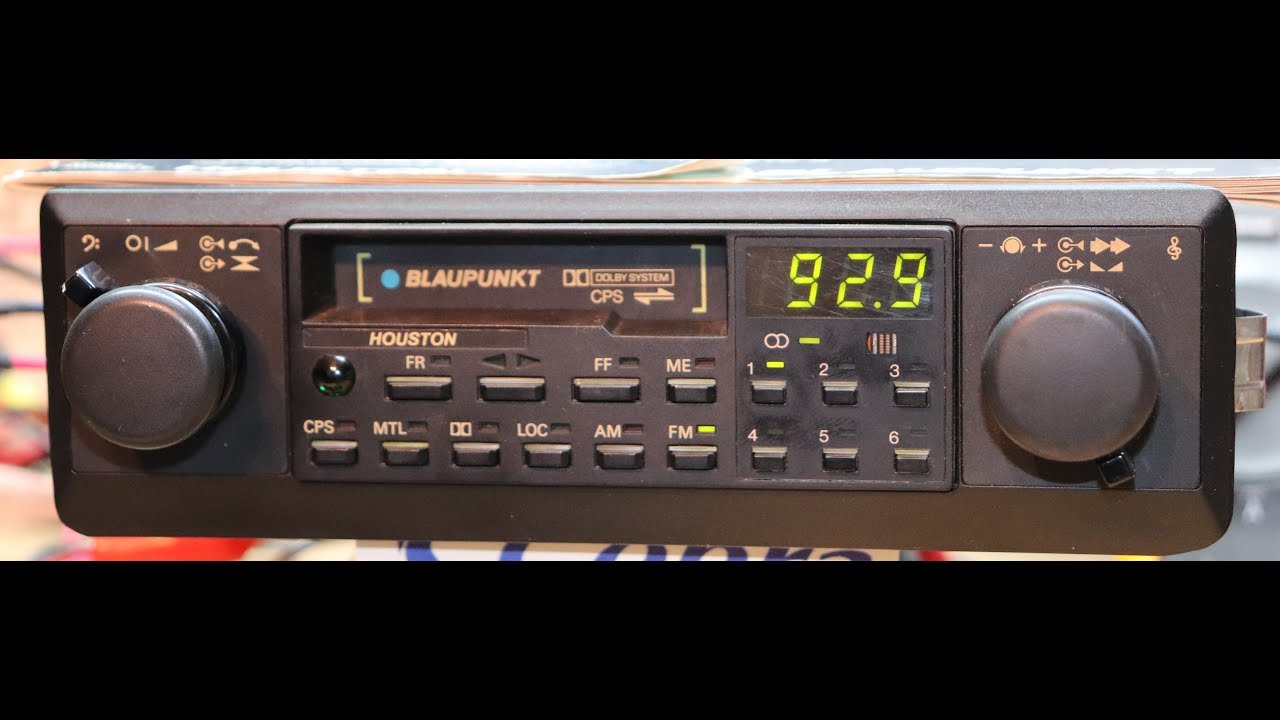 BLAUPUNKT DOLBY SYSTEM
CPS
92.9
HOUSTON
FR FF ME
1 2 3
CPS MTL LOC AM FM
4 5 6